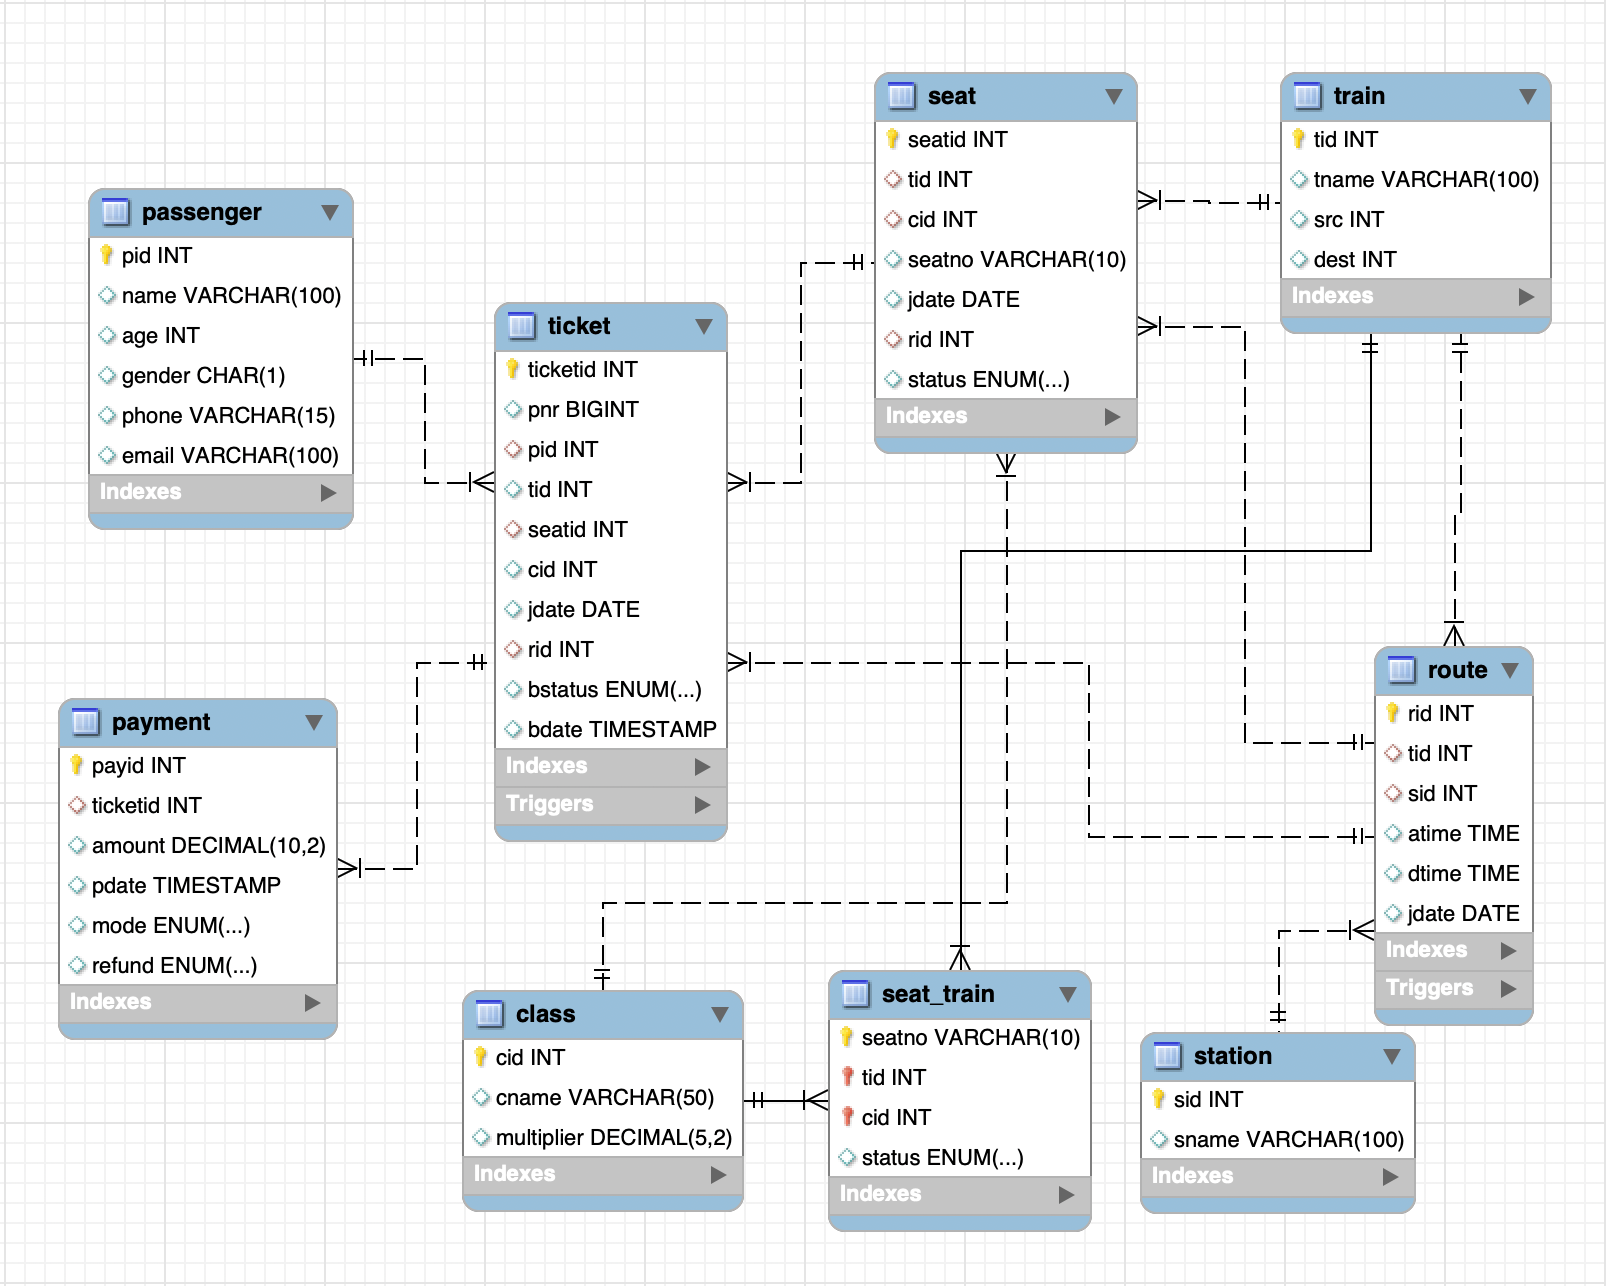 passenger
pid INT
name VARCHAR(100)
age INT
gender CHAR(1)
phone VARCHAR(15)
email VARCHAR(100)
Indexes
ticket
ticketid INT
pnr BIGINT
pid INT
tid INT
seatid INT
cid INT
jdate DATE
rid INT
bstatus ENUM(...)
bdate TIMESTAMP
Indexes
Triggers
seat
seatid INT
tid INT
cid INT
seatno VARCHAR(10)
jdate DATE
rid INT
status ENUM(...)
Indexes
train
tid INT
tname VARCHAR(100)
src INT
dest INT
Indexes
payment
payid INT
ticketid INT
amount DECIMAL(10,2)
pdate TIMESTAMP
mode ENUM(...)
refund ENUM(...)
Indexes
class
cid INT
cname VARCHAR(50)
multiplier DECIMAL(5,2)
Indexes
seat_train
seatno VARCHAR(10)
tid INT
cid INT
status ENUM(...)
Indexes
route
rid INT
tid INT
sid INT
atime TIME
dtime TIME
jdate DATE
Indexes
Triggers
station
sid INT
sname VARCHAR(100)
Indexes